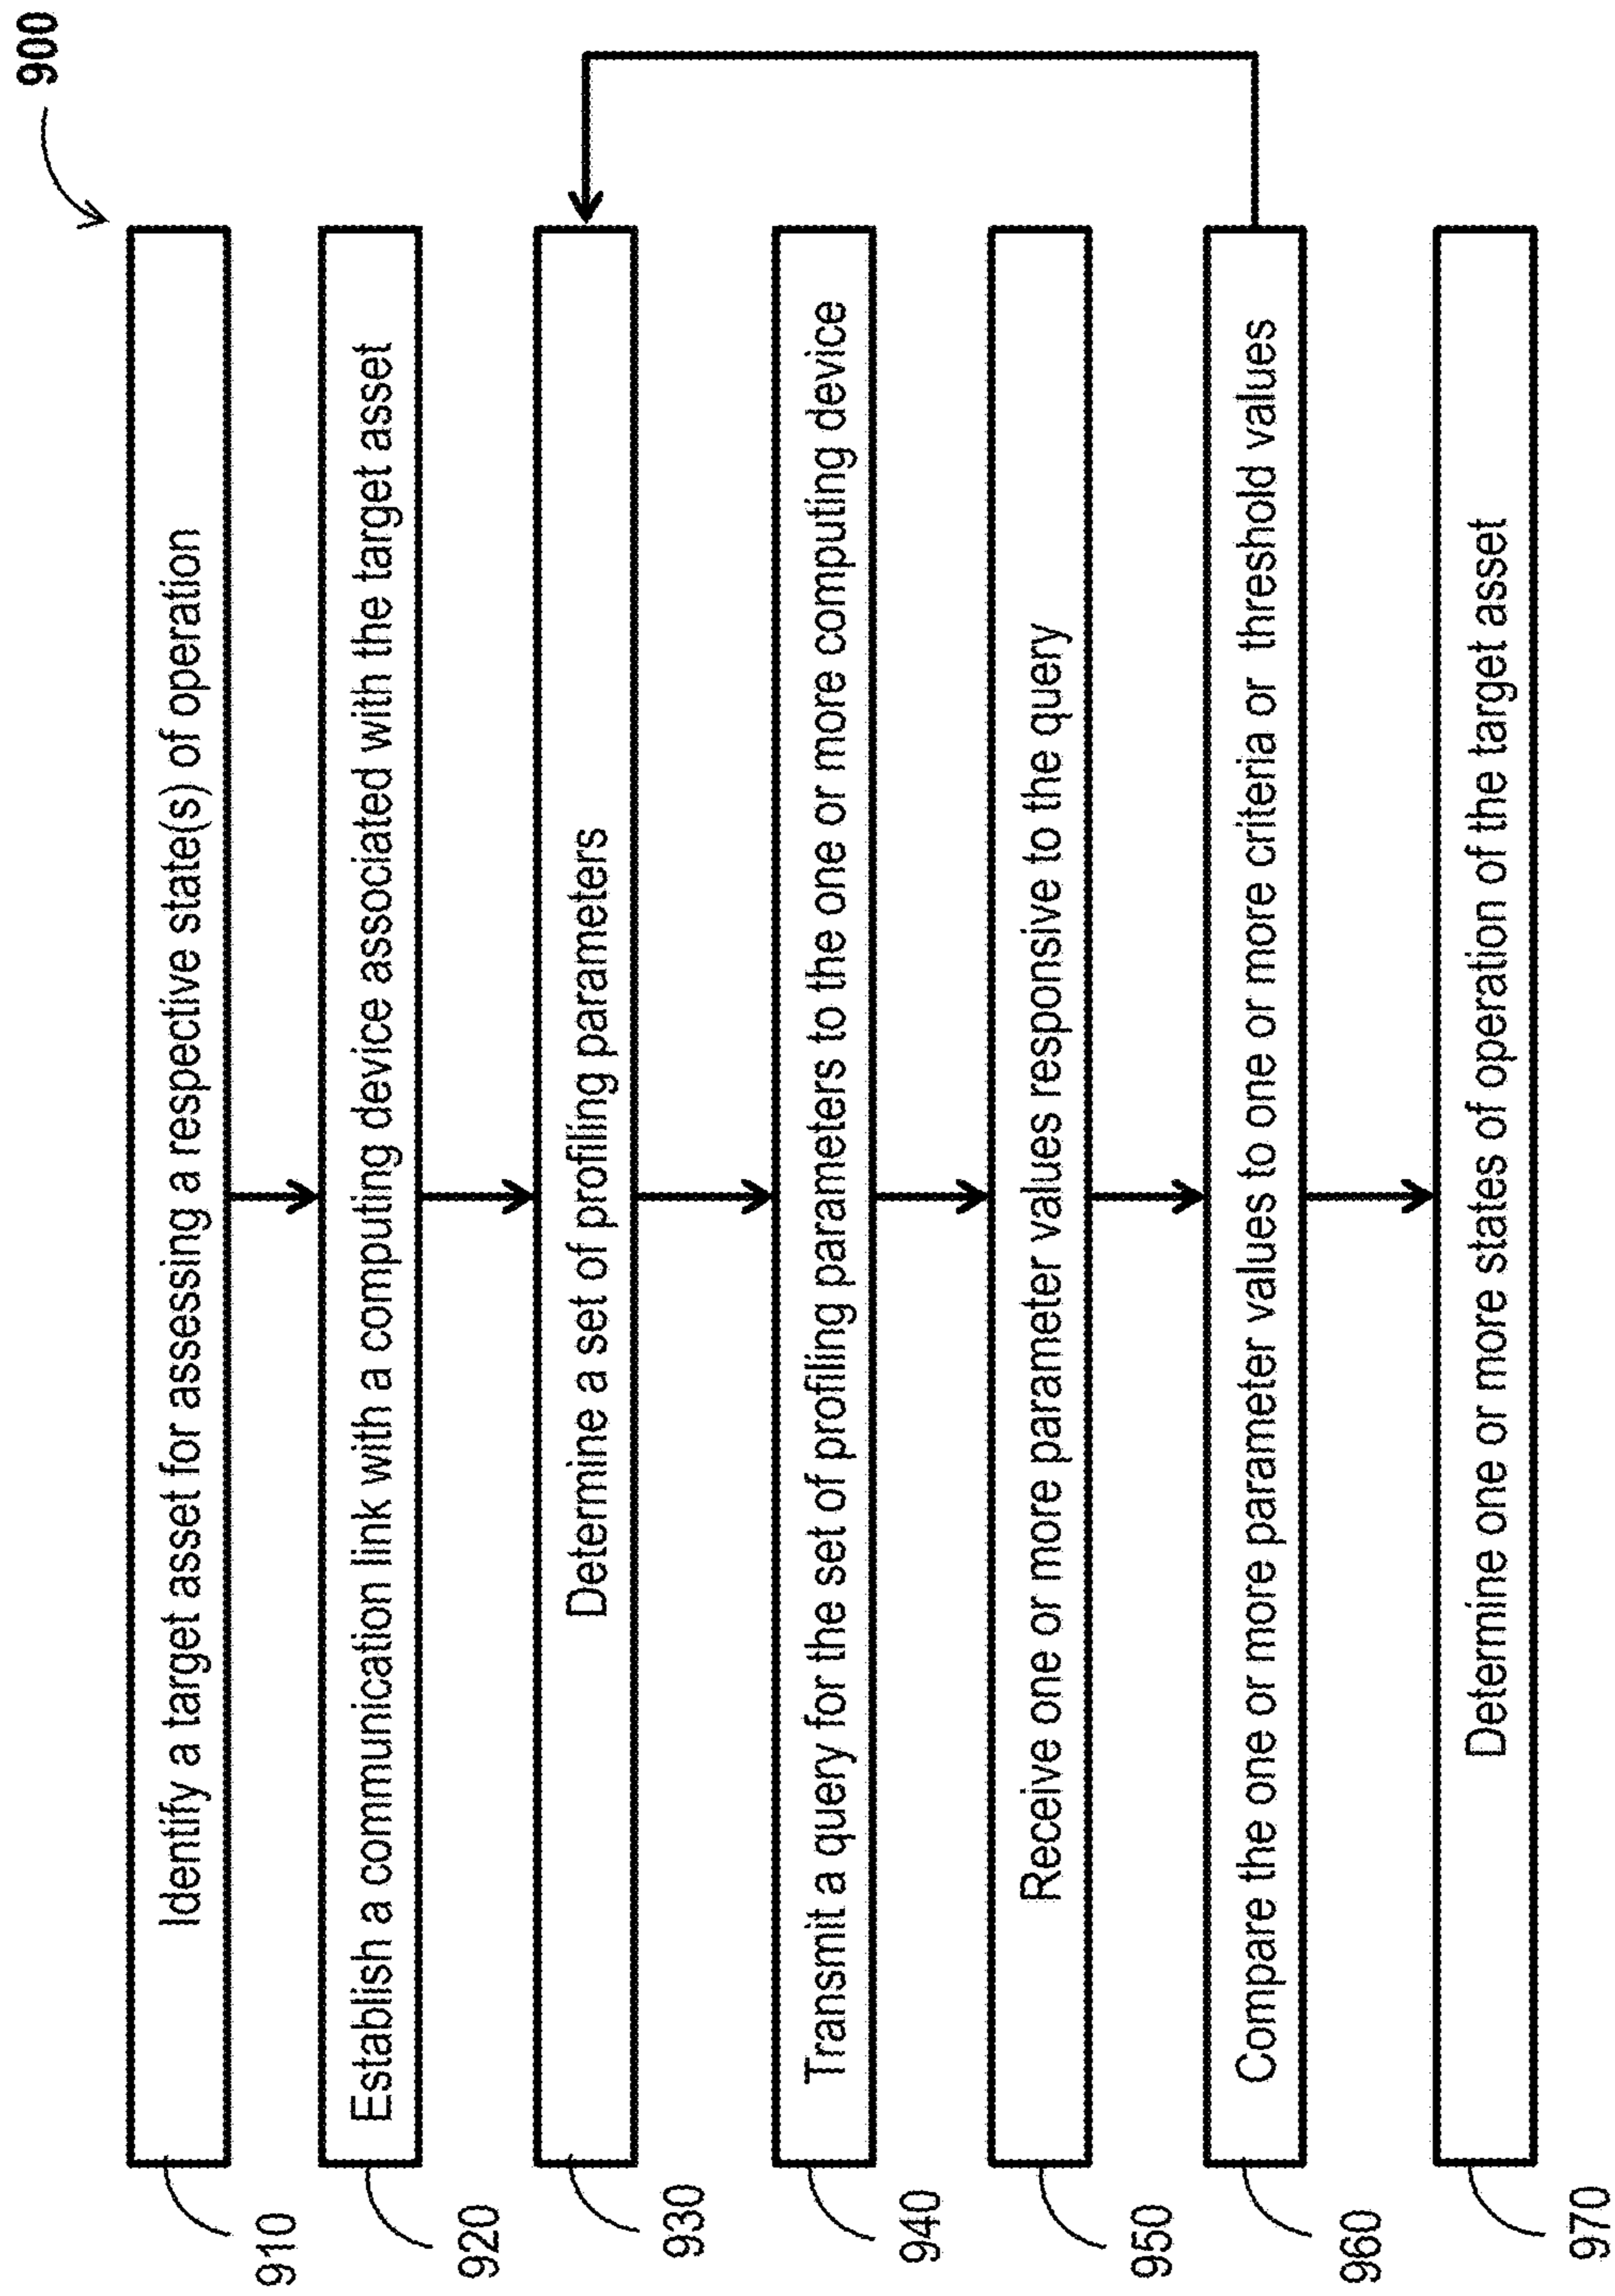 900
910
Identify a target asset for assessing a respective state(s) of operation
920
Establish a communication link with a computing device associated with the target asset
930
Determine a set of profiling parameters
940
Transmit a query for the set of profiling parameters to the one or more computing device
950
Receive one or more parameter values responsive to the query
960
Compare the one or more parameter values to one or more criteria or threshold values
970
Determine one or more states of operation of the target asset